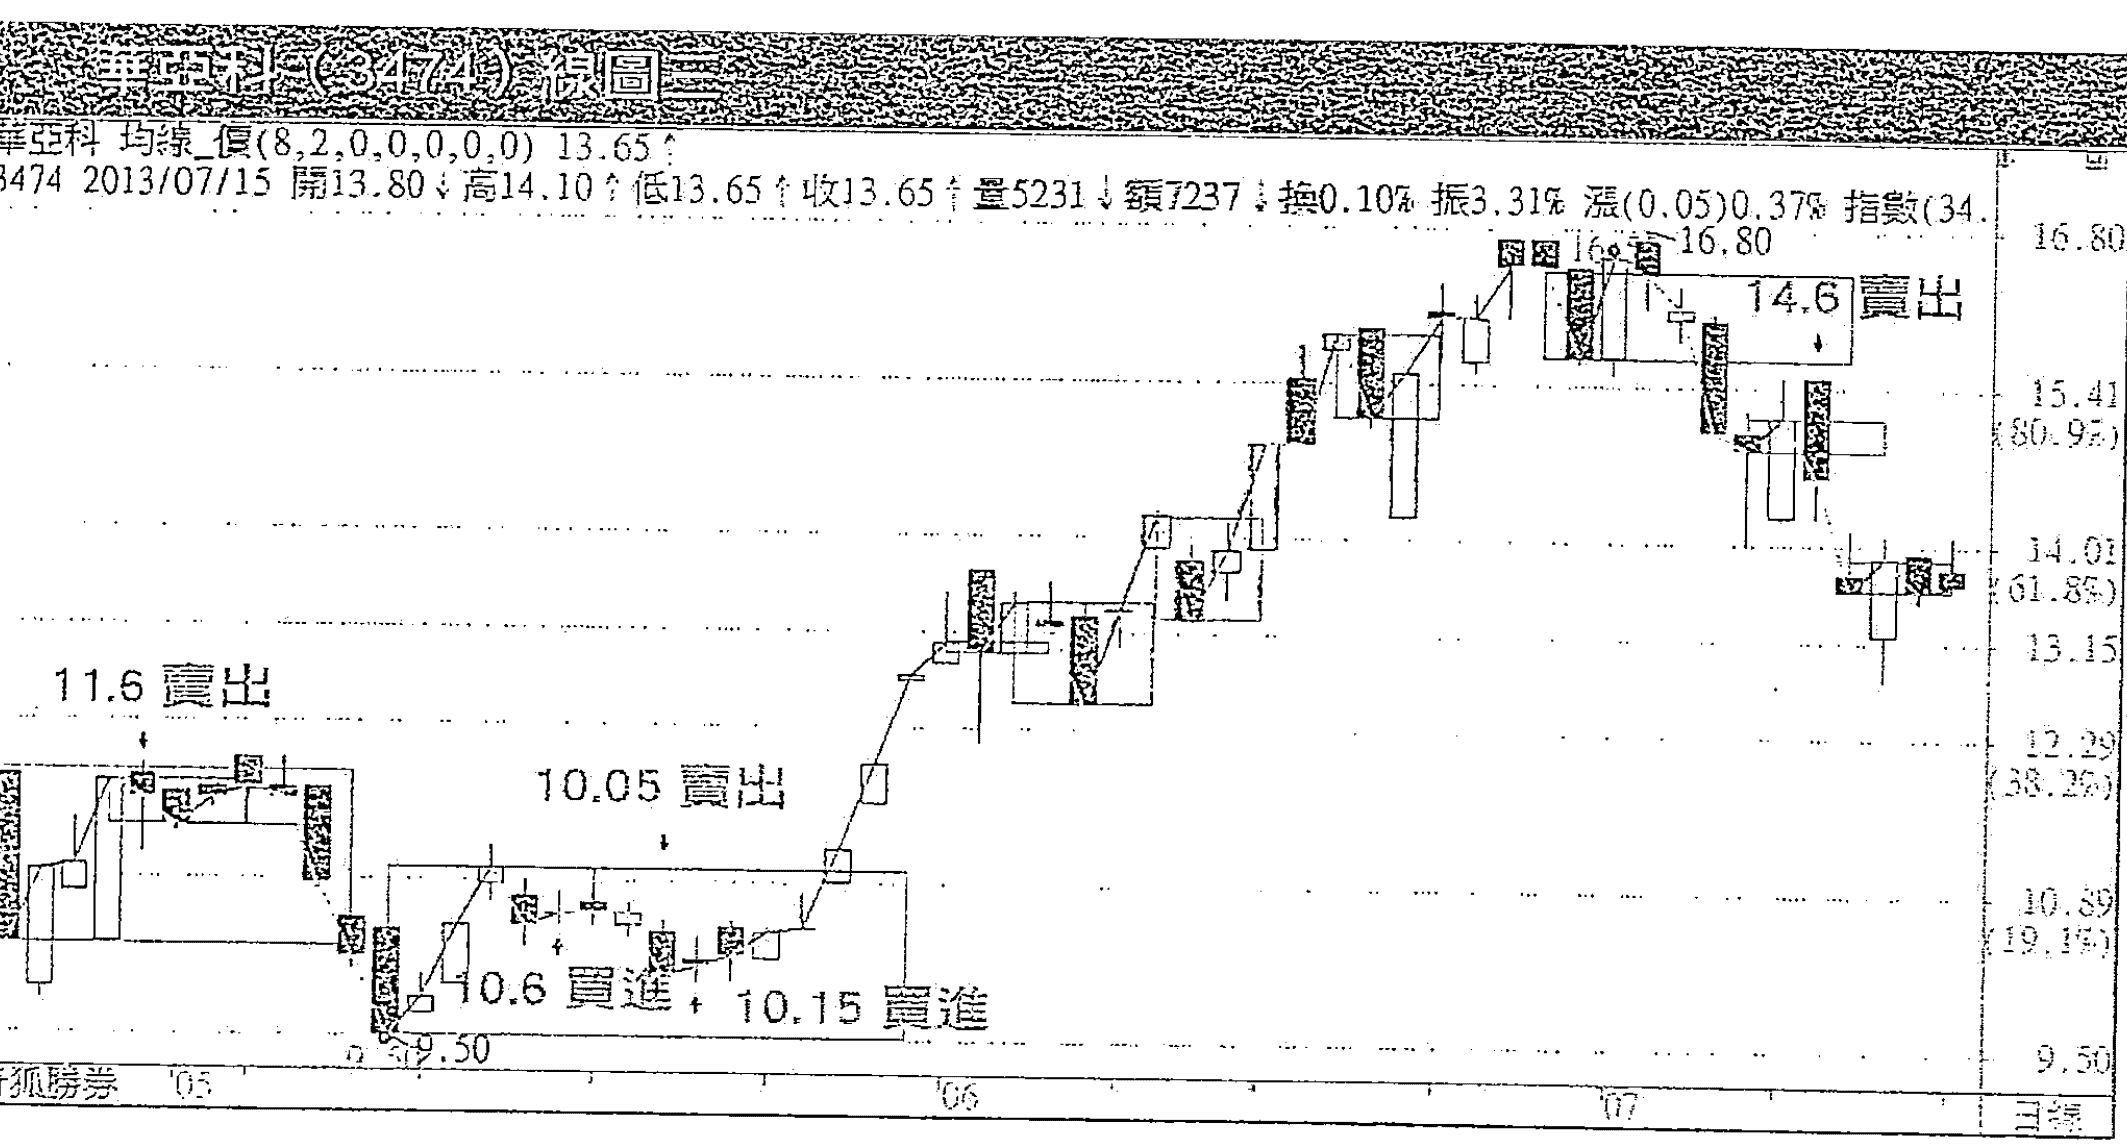 華亞科（3474）線圖三
華亞科 均線_價(8,2,0,0,0,0,0) 13.65↑
3474 2013/07/15 開13.80↓高14.10↑低13.65↑收13.65↑量5231↓額7237↓換0.10% 振3.31% 漲(0.05)0.37% 指數(34.
16.80
16.80
14.6 賣出
15.41
(80.9%)
14.01
(61.8%)
13.15
11.6 賣出
12.29
(38.2%)
10.05 賣出
10.89
(19.1%)
10.6 買進
10.15 買進
9.50
9.50
奇狐勝券
'05
'06
'07
日線